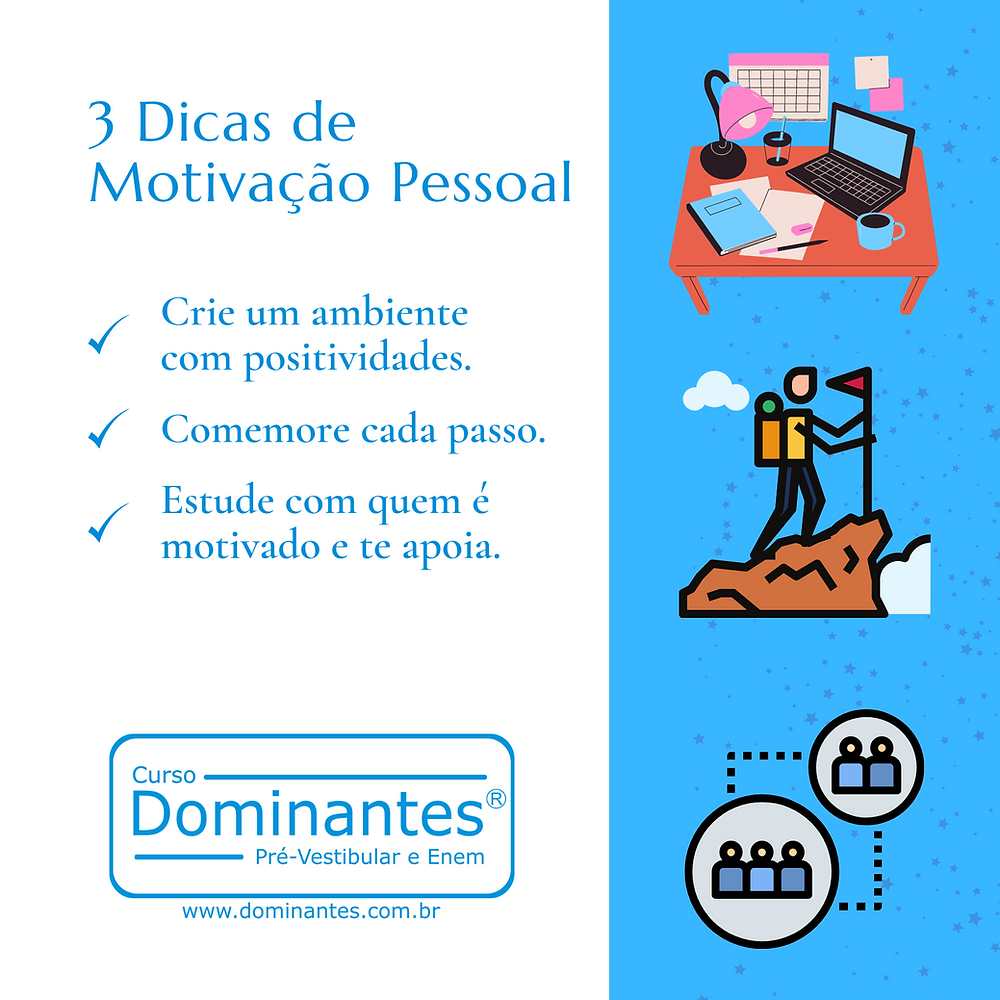 3 Dicas de
Motivação Pessoal
Crie um ambiente
com positividades.
Comemore cada passo.
Estude com quem é
motivado e te apoia.
Curso
Dominantes®
Pré-Vestibular e Enem
www.dominantes.com.br